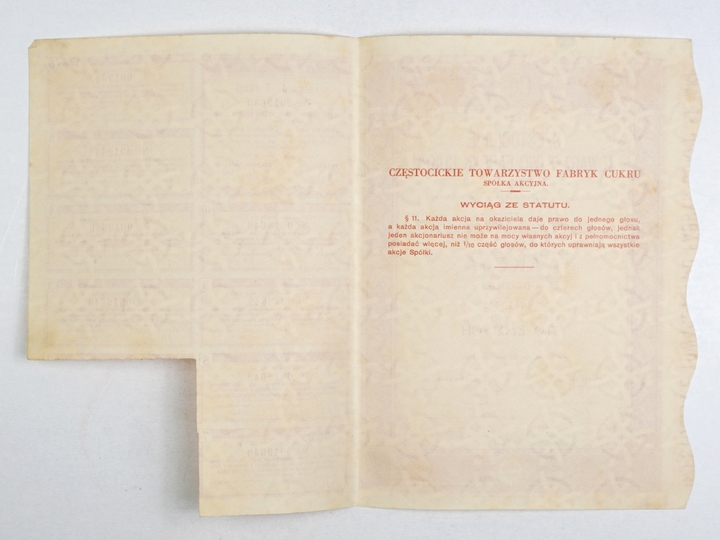 CZĘSTOCICKIE TOWARZYSTWO FABRYK CUKRU
SPÓŁKA AKCYJNA.
WYCIĄG ZE STATUTU.
§ 11. Każda akcja na okaziciela daje prawo do jednego głosu,
a każda akcja imienna uprzywilejowana—do czterech głosów, jednak
jeden akcjonariusz nie może na mocy własnych akcyj i z pełnomocnictwa
posiadać więcej, niż 1/10 część głosów, do których uprawniają wszystkie
akcje Spółki.